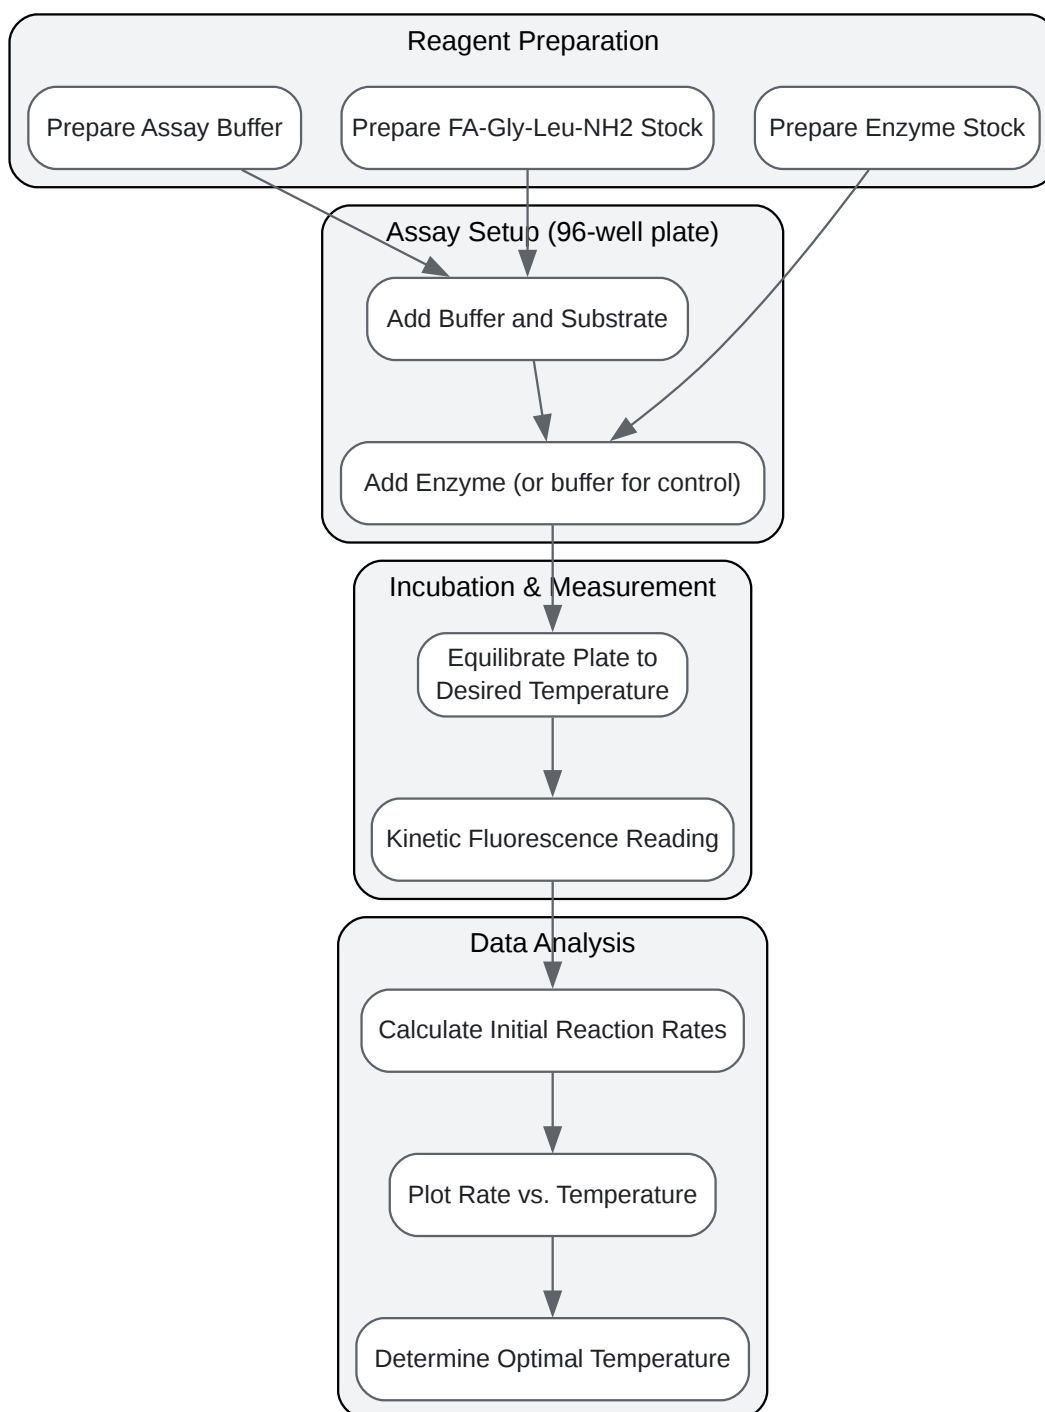 Reagent Preparation
Prepare Assay Buffer
Prepare FA-Gly-Leu-NH2 Stock
Prepare Enzyme Stock
Assay Setup (96-well plate)
Add Buffer and Substrate
Add Enzyme (or buffer for control)
Incubation & Measurement
Equilibrate Plate to
Desired Temperature
Kinetic Fluorescence Reading
Data Analysis
Calculate Initial Reaction Rates
Plot Rate vs. Temperature
Determine Optimal Temperature